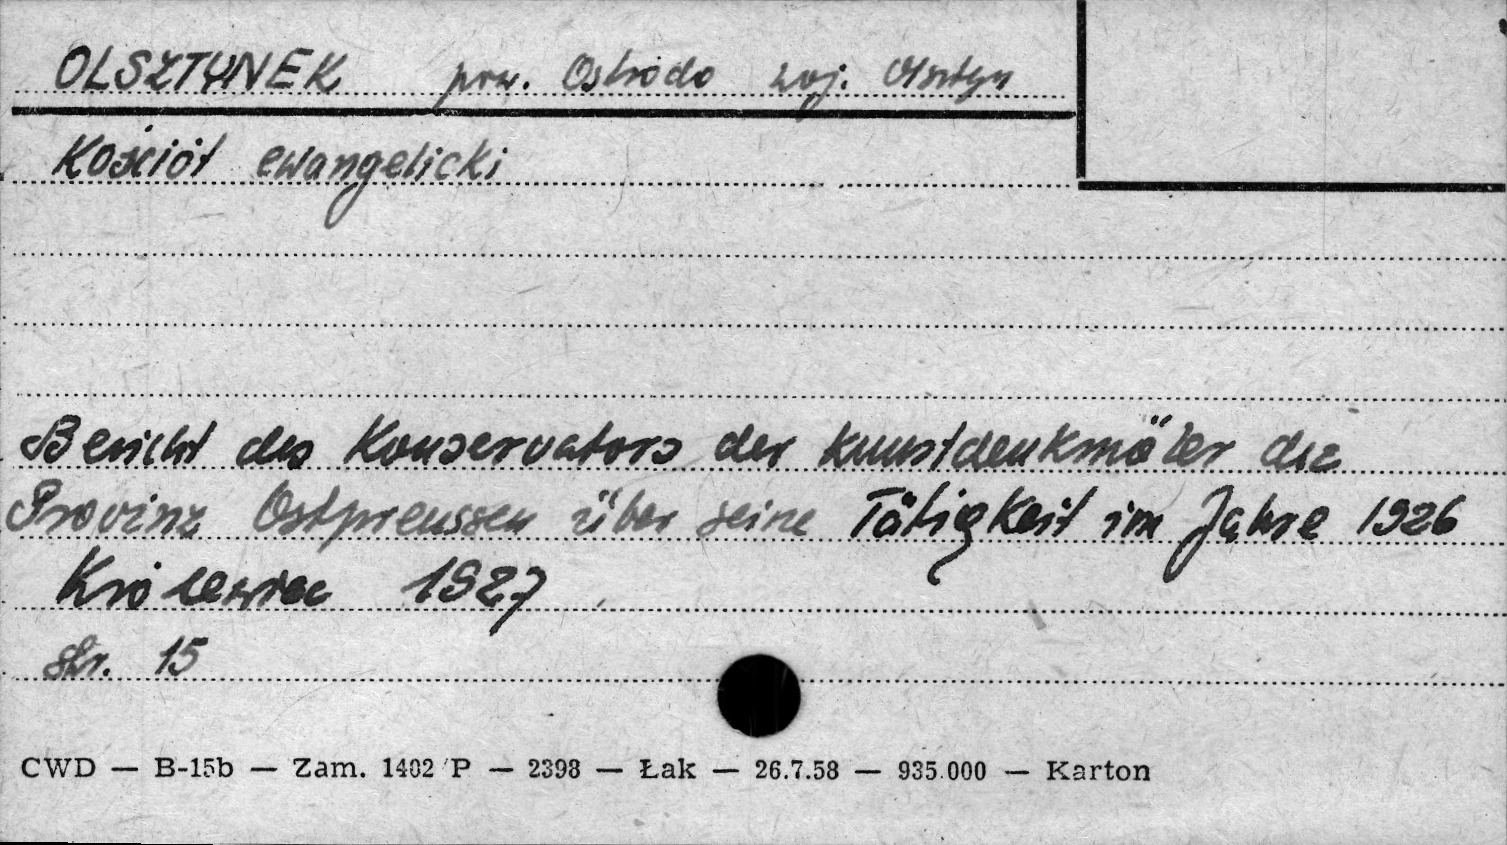 OLSZTYNEK pow. Ostróda woj. Olsztyn
Kościół ewangelicki
Bericht des Konservators der Kunstdenkmäler der
Provinz Ostpreussen über seine Tätigkeit im Jahre 1926
Królewiec 1927
str. 15
CWD — B-15b — Zam. 1402 P — 2398 — Łak — 26.7.58 — 935.000 — Karton